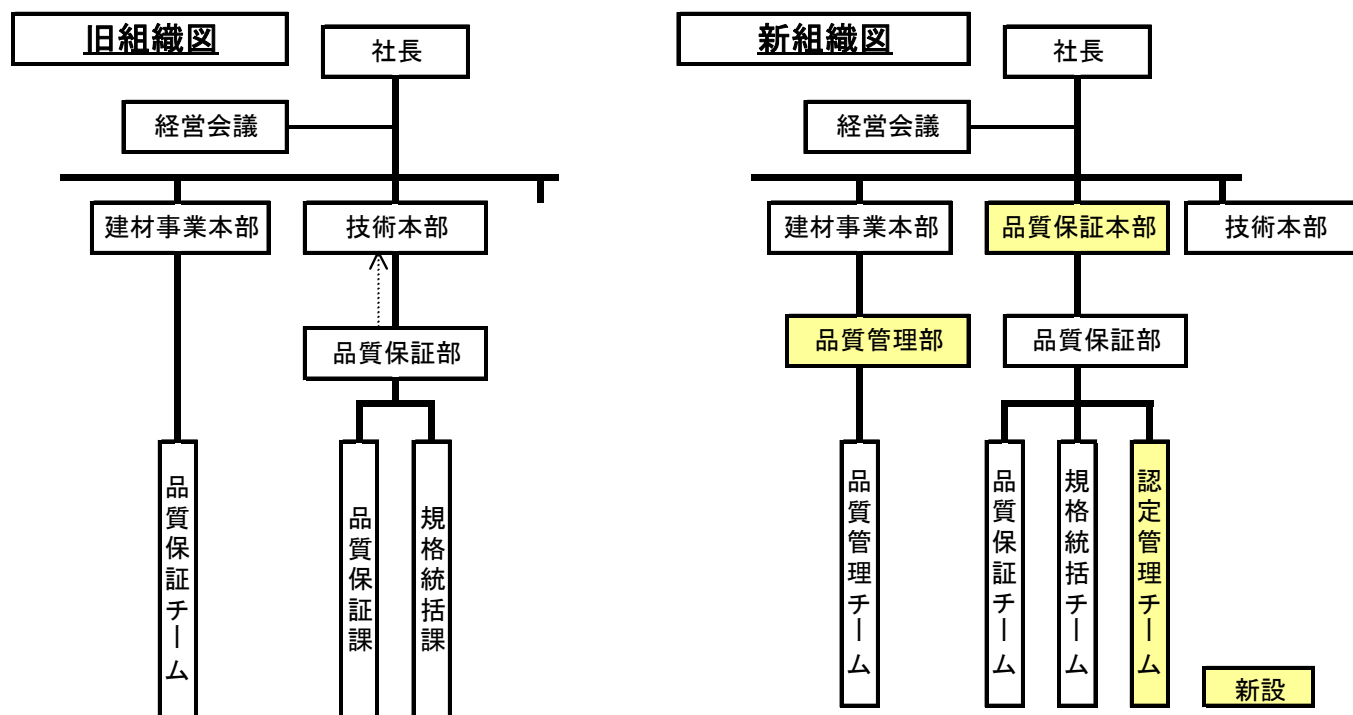 旧組織図
社長
経営会議
建材事業本部
技術本部
品質保証部
品質保証チーム
品質保証課
規格統括課
新組織図
社長
経営会議
建材事業本部
品質保証本部
技術本部
品質管理部
品質保証部
品質管理チーム
品質保証チーム
規格統括チーム
認定管理チーム
新設